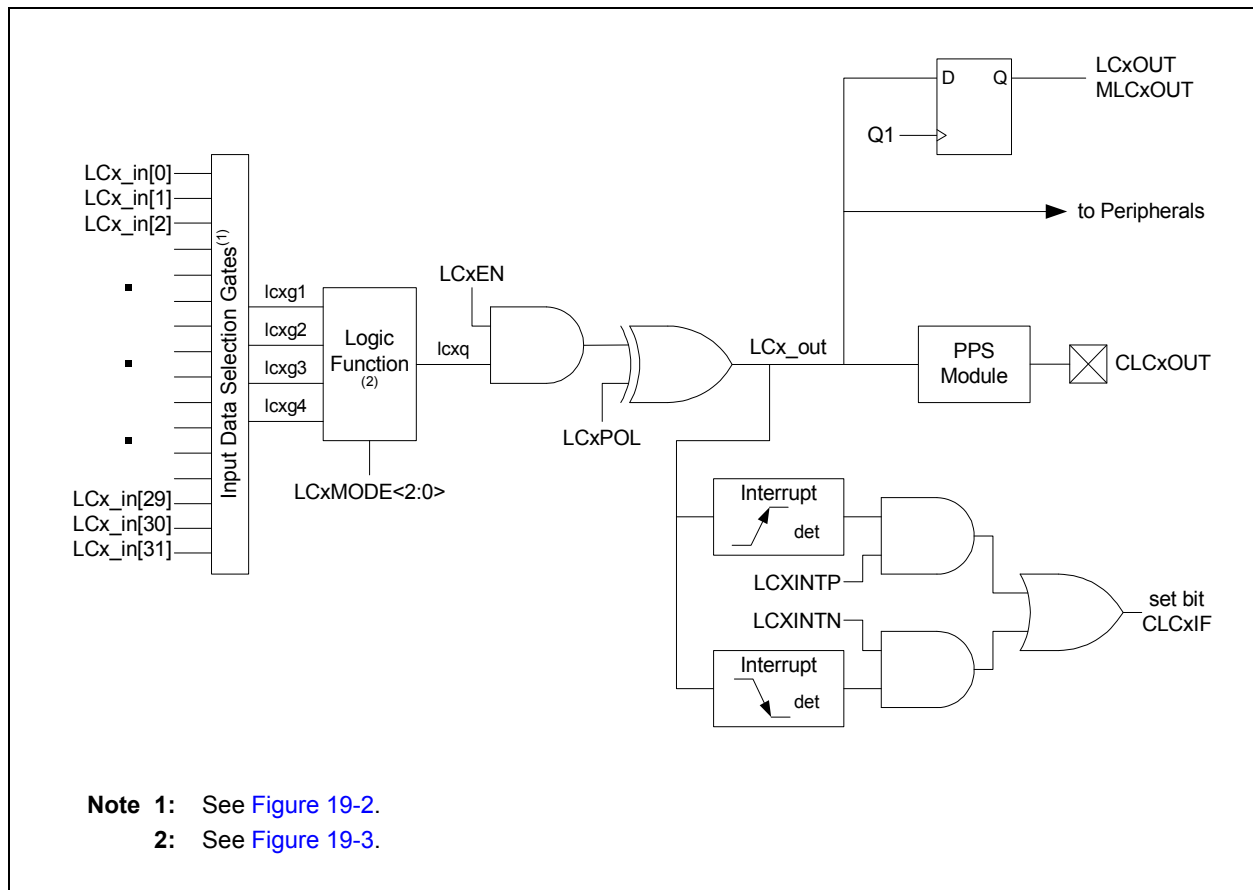 LCx_in[0]
LCx_in[1]
LCx_in[2]
LCx_in[29]
LCx_in[30]
LCx_in[31]
Input Data Selection Gates(1)
lcxg1
lcxg2
lcxg3
lcxg4
Logic
Function
(2)
LCxMODE<2:0>
lcxq
LCxEN
LCxPOL
LCx_out
D Q
Q1
LCxOUT
MLCxOUT
to Peripherals
PPS
Module
CLCxOUT
Interrupt
det
LCXINTP
LCXINTN
Interrupt
det
set bit
CLCxIF
Note 1: See Figure 19-2.
2: See Figure 19-3.